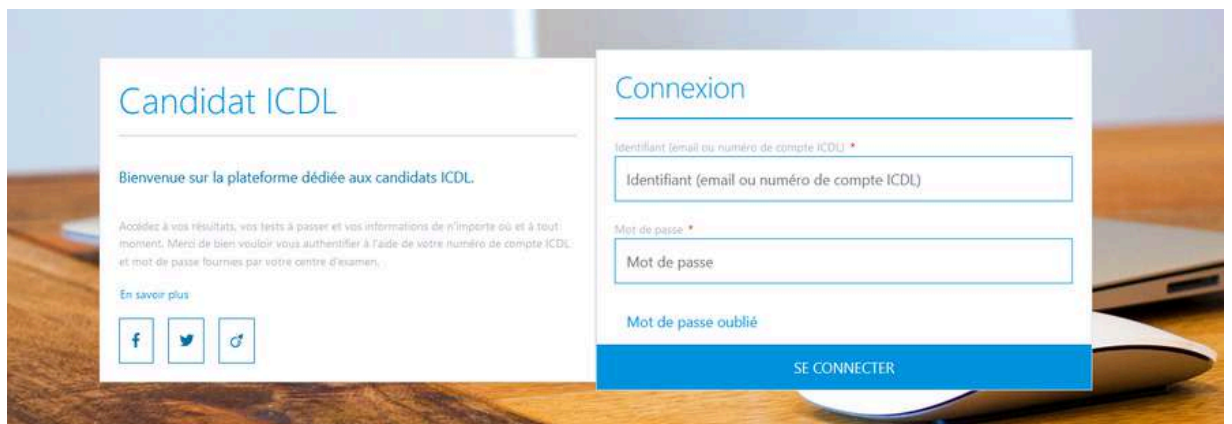 Candidat ICDL
Bienvenue sur la plateforme dédiée aux candidats ICDL.
Accédez à vos résultats, vos tests à passer et vos informations de n'importe où et à tout
moment. Merci de bien vouloir vous authentifier à l'aide de votre numéro de compte ICDL
et mot de passe fournies par votre centre d'examen.
En savoir plus
Connexion
Identifiant (email ou numéro de compte ICDL) *
Identifiant (email ou numéro de compte ICDL)
Mot de passe *
Mot de passe
Mot de passe oublié
SE CONNECTER